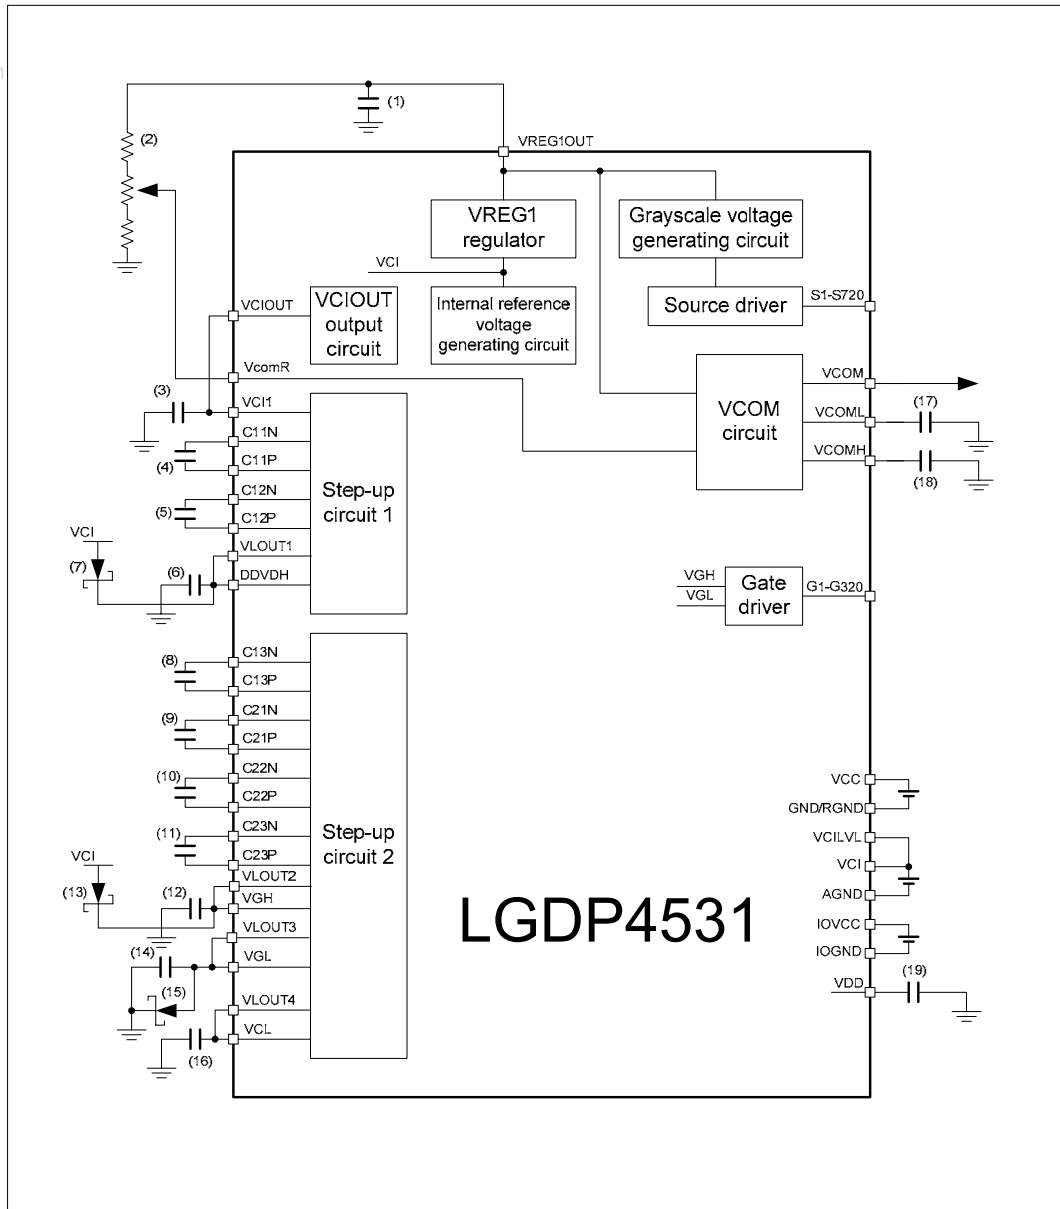 (1)
(2)
VREG1OUT
VREG1
regulator
Grayscale voltage
generating circuit
VCI
VCIOUT
VCIOUT
output
circuit
Internal reference
voltage
generating circuit
Source driver
S1-S720
VcomR
(3)
VCI1
C11N
(4)
C11P
C12N
(5)
C12P
Step-up
circuit 1
VCOM
circuit
VCOM
VCOML
(17)
VCOMH
(18)
VCI
(7)
VLOUT1
(6)
DDVDH
VGH
VGL
Gate
driver
G1-G320
(8)
C13N
C13P
(9)
C21N
C21P
(10)
C22N
C22P
(11)
C23N
C23P
Step-up
circuit 2
VCI
(13)
VLOUT2
(12)
VGH
VLOUT3
(14)
VGL
(15)
VLOUT4
VCL
(16)
LGDP4531
VCC
GND/RGND
VCILVL
VCI
AGND
IOVCC
IOGND
VDD
(19)